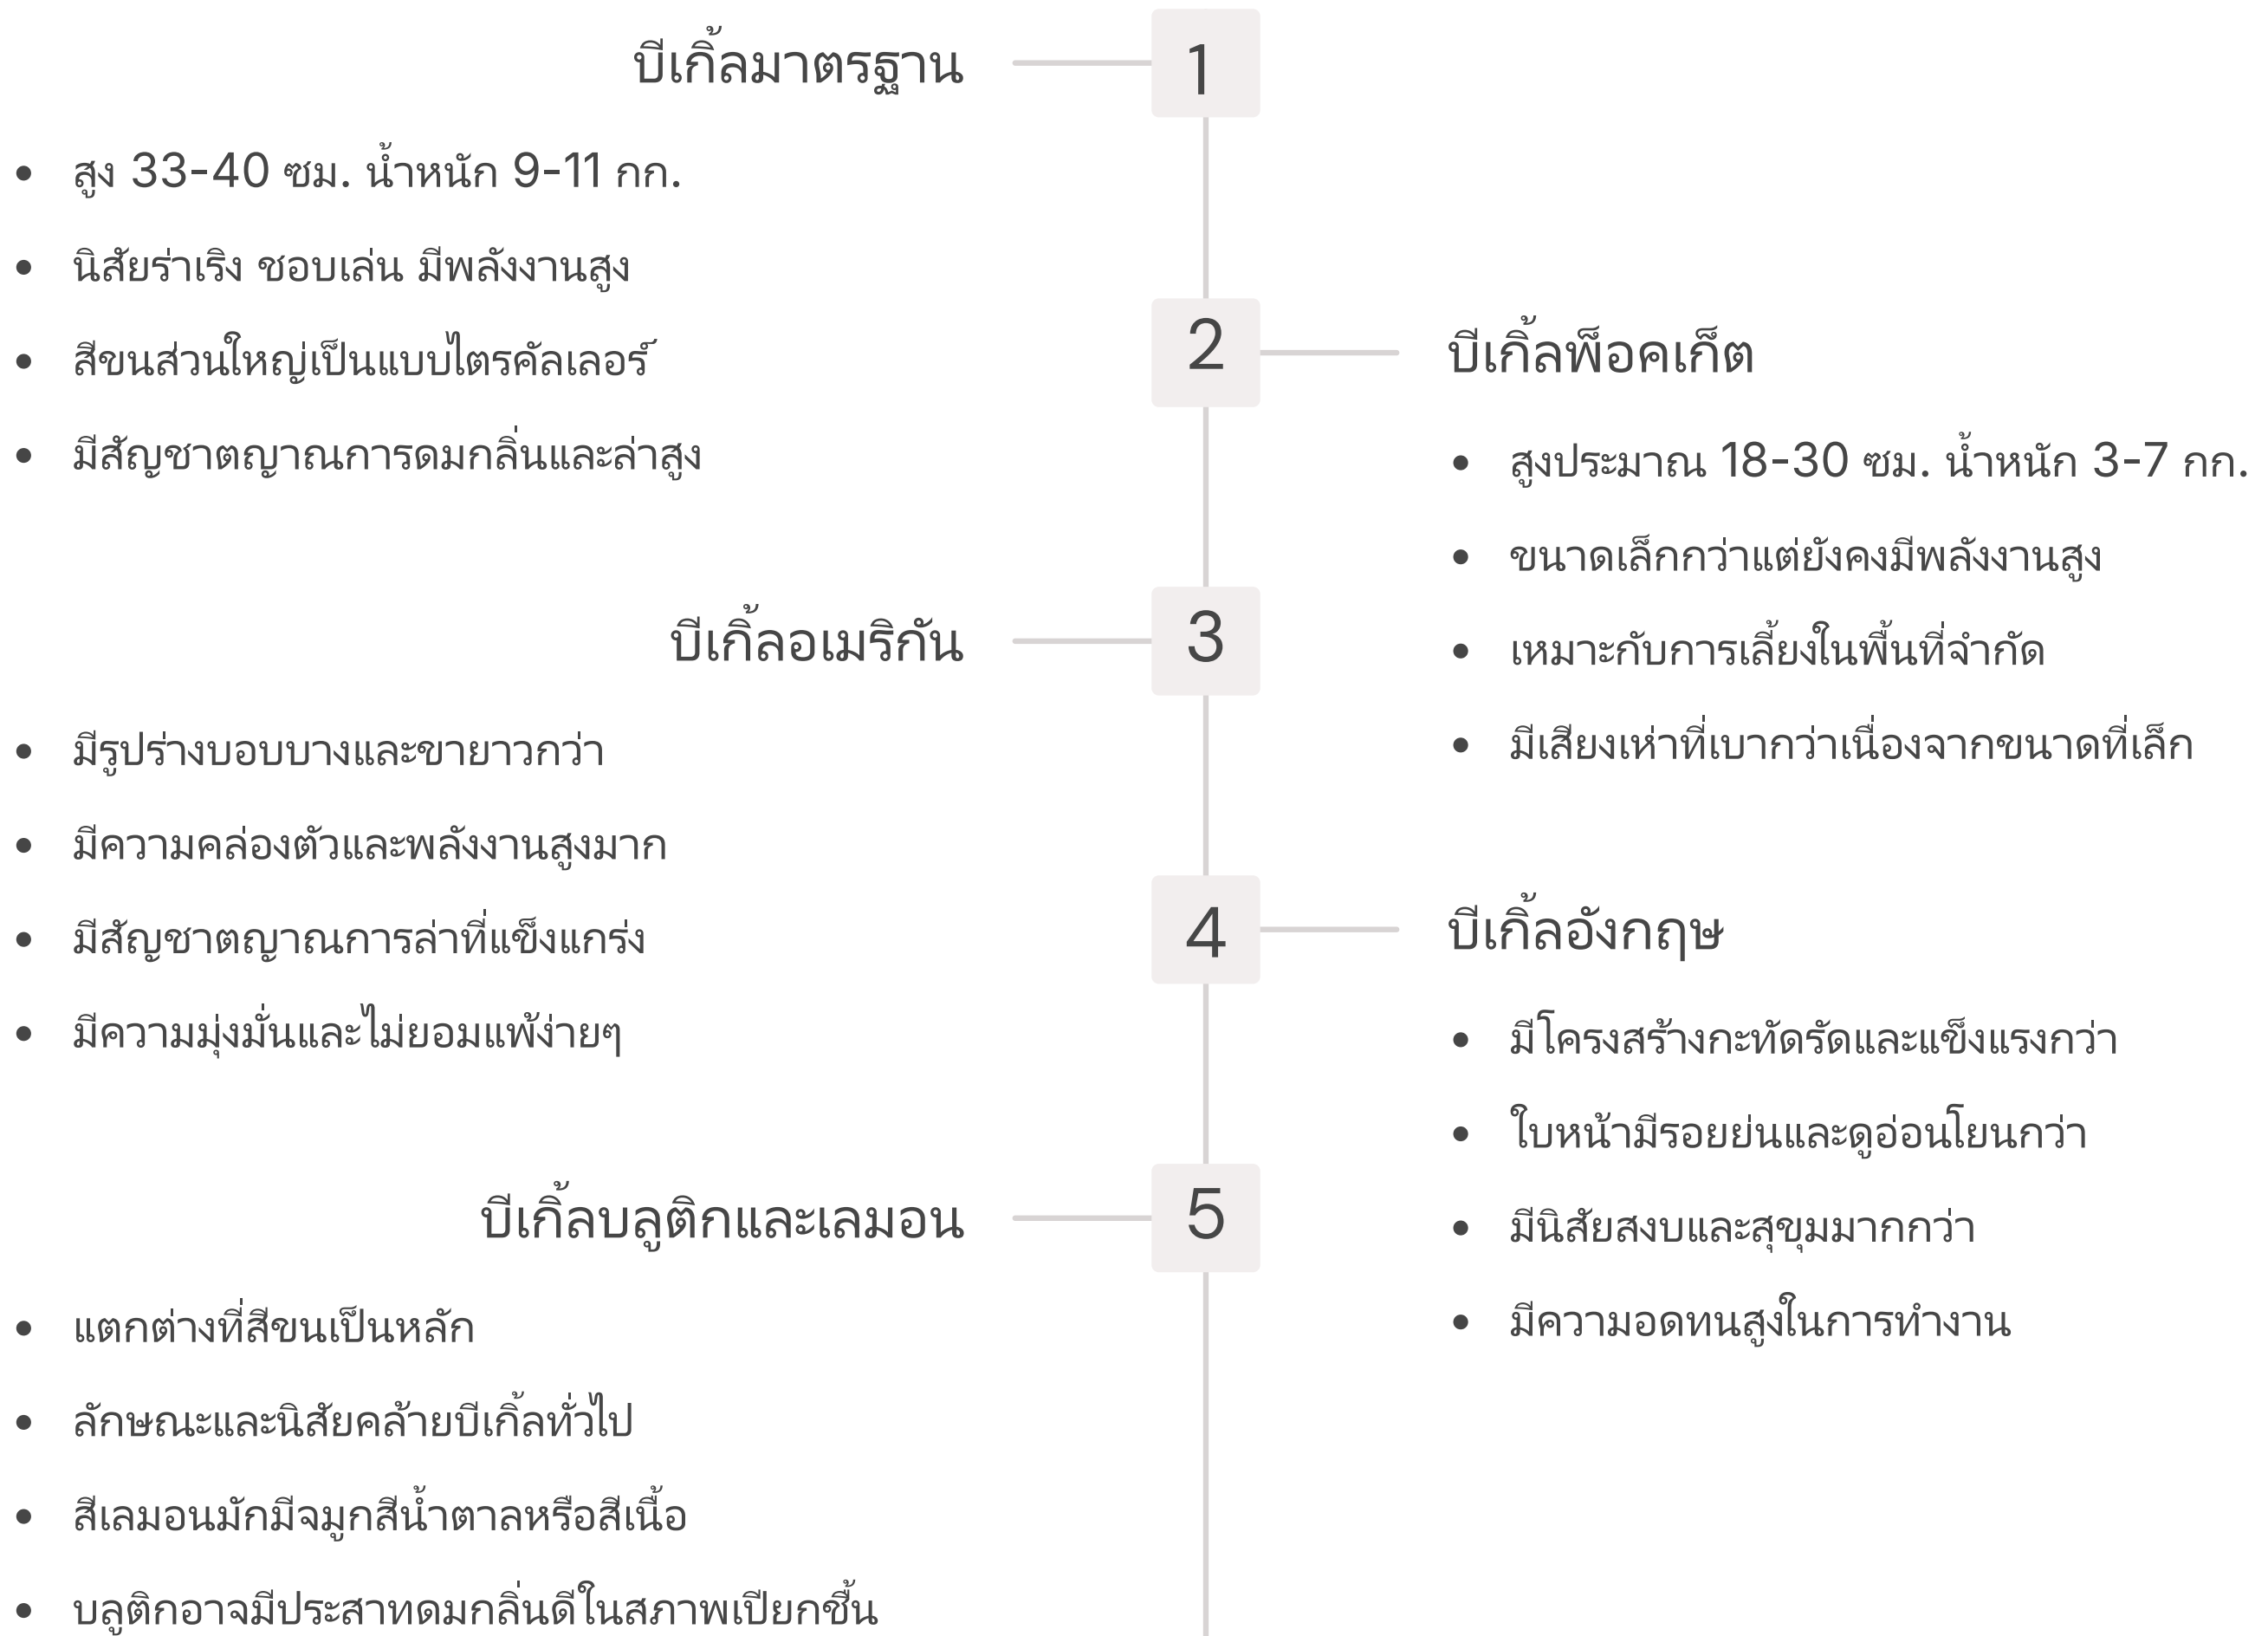 บีเกิ้ลมาตรฐาน
1
สูง 33-40 ซม. น้ำหนัก 9-11 กก.
นิสัยร่าเริง ชอบเล่น มีพลังงานสูง
สีขนส่วนใหญ่เป็นแบบไตรคัลเลอร์
มีสัญชาตญาณการดมกลิ่นและล่าสูง
2
บีเกิ้ลพ็อคเก็ต
สูงประมาณ 18-30 ซม. น้ำหนัก 3-7 กก.
ขนาดเล็กกว่าแต่ยังคงมีพลังงานสูง
เหมาะกับการเลี้ยงในพื้นที่จำกัด
มีเสียงเห่าที่เบากว่าเนื่องจากขนาดที่เล็ก
บีเกิ้ลอเมริกัน
3
มีรูปร่างบอบบางและขายาวกว่า
มีความคล่องตัวและพลังงานสูงมาก
มีสัญชาตญาณการล่าที่แข็งแกร่ง
มีความมุ่งมั่นและไม่ยอมแพ้ง่ายๆ
4
บีเกิ้ลอังกฤษ
มีโครงสร้างกะทัดรัดและแข็งแรงกว่า
ใบหน้ามีรอยย่นและดูอ่อนโยนกว่า
มีนิสัยสงบและสุขุมมากกว่า
มีความอดทนสูงในการทำงาน
บีเกิ้ลบลูติกและเลมอน
5
แตกต่างที่สีขนเป็นหลัก
ลักษณะและนิสัยคล้ายบีเกิ้ลทั่วไป
สีเลมอนมักมีจมูกสีน้ำตาลหรือสีเนื้อ
บลูติกอาจมีประสาทดมกลิ่นดีในสภาพเปียกชื้น